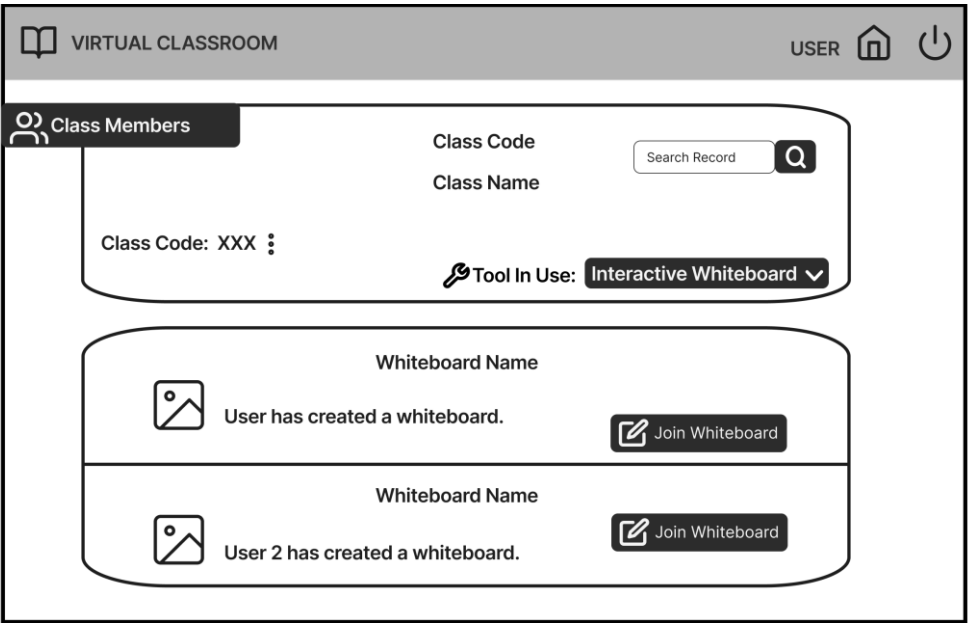 VIRTUAL CLASSROOM
USER
Class Members
Class Code
Search Record
Class Name
Class Code: XXX
Tool In Use: Interactive Whiteboard
Whiteboard Name
User has created a whiteboard.
Join Whiteboard
Whiteboard Name
Join Whiteboard
User 2 has created a whiteboard.